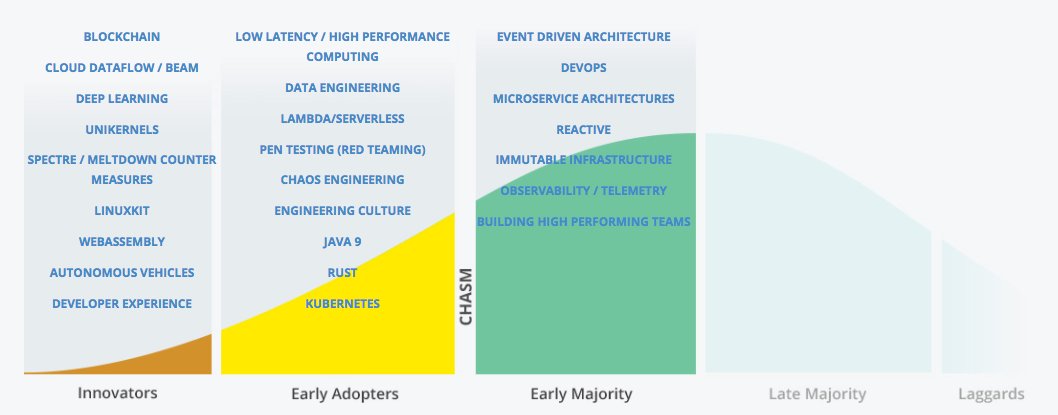 BLOCKCHAIN
CLOUD DATAFLOW / BEAM
DEEP LEARNING
UNIKERNELS
SPECTRE / MELTDOWN COUNTER
MEASURES
LINUXKIT
WEBASSEMBLY
AUTONOMOUS VEHICLES
DEVELOPER EXPERIENCE
Innovators
LOW LATENCY / HIGH PERFORMANCE
COMPUTING
DATA ENGINEERING
LAMBDA/SERVERLESS
PEN TESTING (RED TEAMING)
CHAOS ENGINEERING
ENGINEERING CULTURE
JAVA 9
RUST
KUBERNETES
Early Adopters
CHASM
EVENT DRIVEN ARCHITECTURE
DEVOPS
MICROSERVICE ARCHITECTURES
REACTIVE
IMMUTABLE INFRASTRUCTURE
OBSERVABILITY / TELEMETRY
BUILDING HIGH PERFORMING TEAMS
Early Majority
Late Majority
Laggards